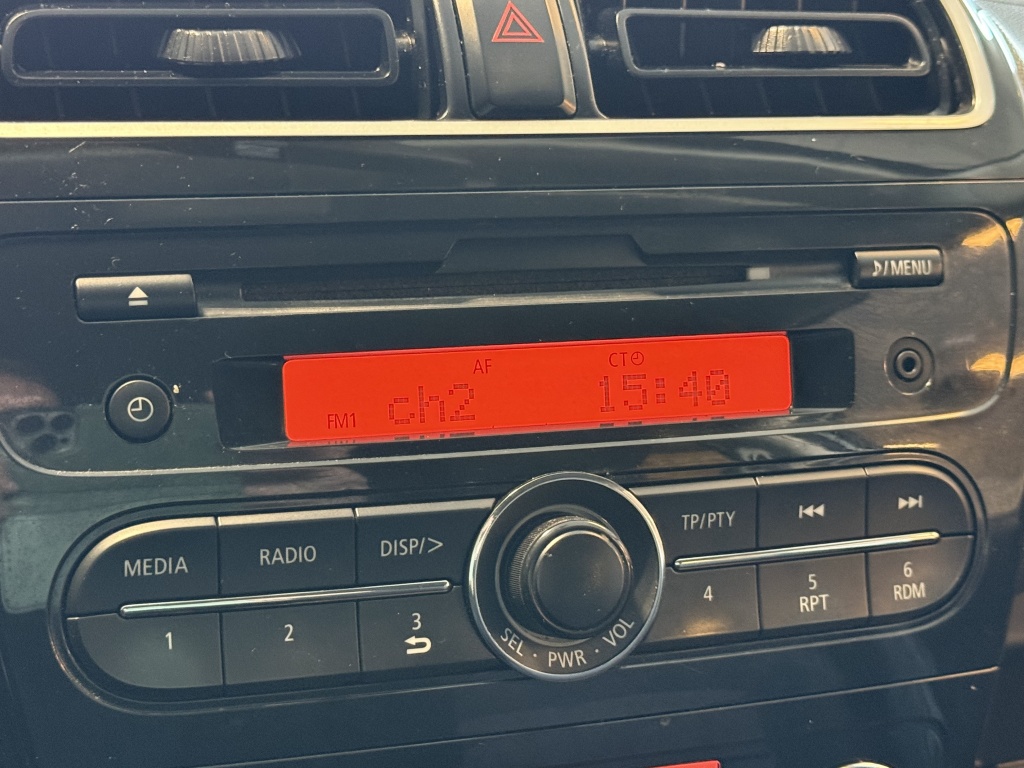 ♪/MENU
AF CT
FM1 ch2 15:40
MEDIA RADIO DISP/> TP/PTY
1 2 3 4 5 RPT 6 RDM
SEL · PWR · VOL